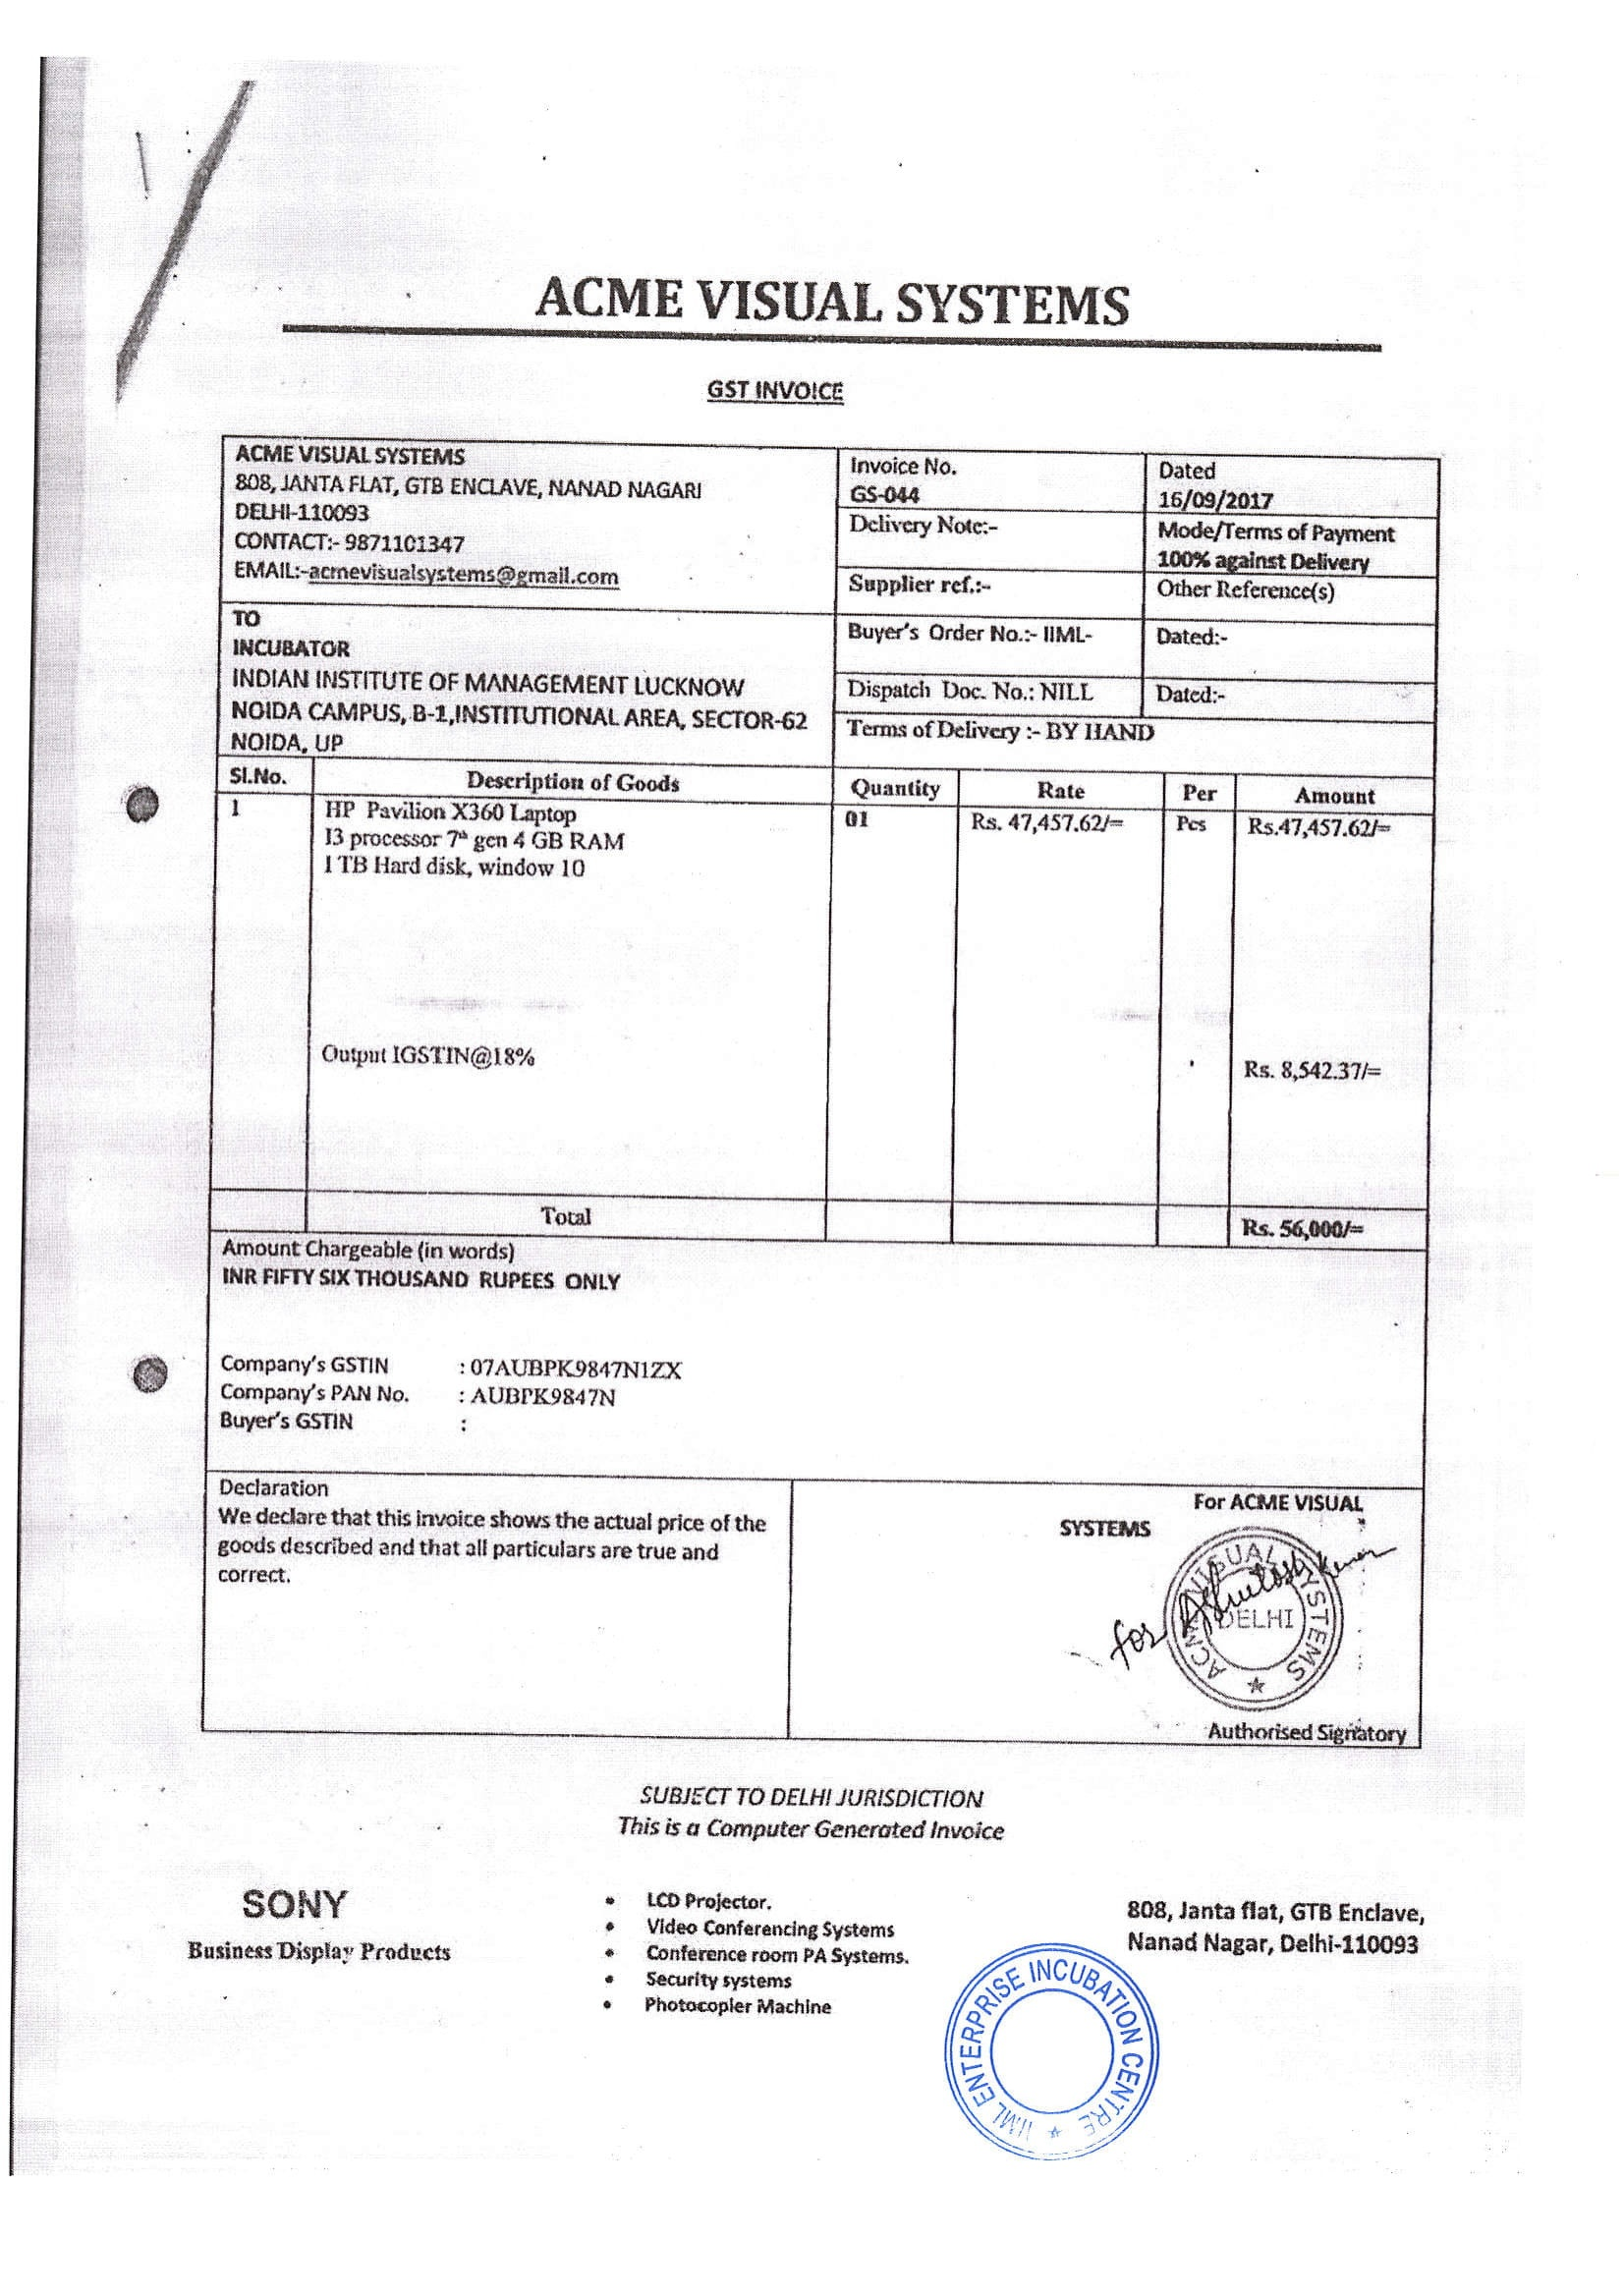 ACME VISUAL SYSTEMS
GST INVOICE
ACME VISUAL SYSTEMS
808, JANTA FLAT, GTB ENCLAVE, NANAD NAGARI
DELHI-110093
CONTACT:- 9871101347
EMAIL:-acmevisualsystems@gmail.com
Invoice No.
GS-044
Dated
16/09/2017
Delivery Note:-
Mode/Terms of Payment
100% against Delivery
Supplier ref.:-
Other Reference(s)
TO
INCUBATOR
INDIAN INSTITUTE OF MANAGEMENT LUCKNOW
NOIDA CAMPUS, B-1,INSTITUTIONAL AREA, SECTOR-62
NOIDA, UP
Buyer's Order No.:- IIML-
Dated:-
Dispatch Doc. No.: NILL
Dated:-
Terms of Delivery :- BY HAND
Sl.No. Description of Goods Quantity Rate Per Amount
1 HP Pavilion X360 Laptop 01 Rs. 47,457.62/= Pcs Rs.47,457.62/=
I3 processor 7th gen 4 GB RAM
1 TB Hard disk, window 10
Output IGSTIN@18% Rs. 8,542.37/=
Total Rs. 56,000/=
Amount Chargeable (in words)
INR FIFTY SIX THOUSAND RUPEES ONLY
Company's GSTIN : 07AUBPK9847N1ZX
Company's PAN No. : AUBPK9847N
Buyer's GSTIN :
Declaration
We declare that this invoice shows the actual price of the
goods described and that all particulars are true and
correct.
For ACME VISUAL
SYSTEMS
ACME VISUAL SYSTEMS
DELHI
for Ashutosh Kumar
Authorised Signatory
SUBJECT TO DELHI JURISDICTION
This is a Computer Generated Invoice
SONY
Business Display Products
• LCD Projector.
• Video Conferencing Systems
• Conference room PA Systems.
• Security systems
• Photocopier Machine
808, Janta flat, GTB Enclave,
Nanad Nagar, Delhi-110093
IIML ENTERPRISE INCUBATION CENTRE